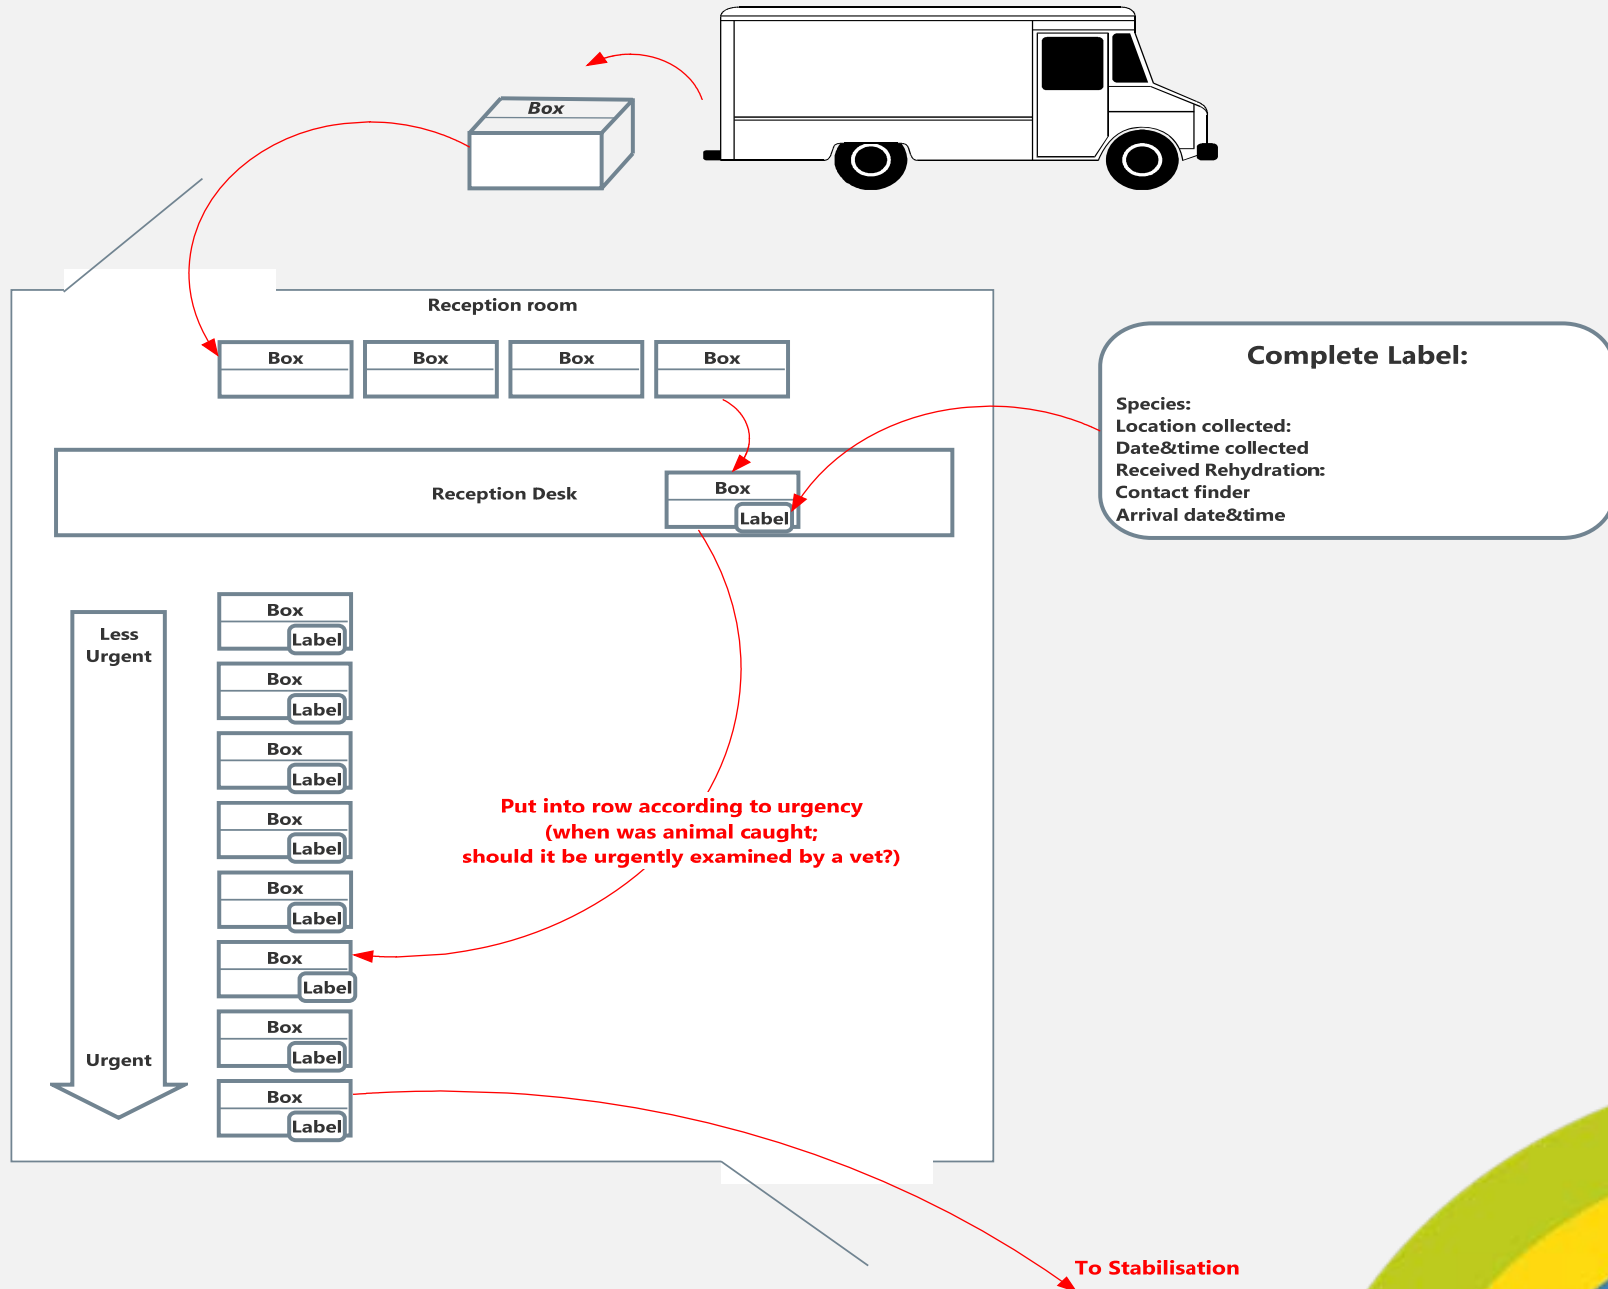 Box
Reception room
Box
Box
Box
Box
Complete Label:
Species:
Location collected:
Date&time collected
Received Rehydration:
Contact finder
Arrival date&time
Reception Desk
Box
Label
Less
Urgent
Box
Label
Box
Label
Box
Label
Box
Label
Box
Label
Box
Label
Box
Label
Box
Label
Put into row according to urgency
(when was animal caught;
should it be urgently examined by a vet?)
Urgent
To Stabilisation